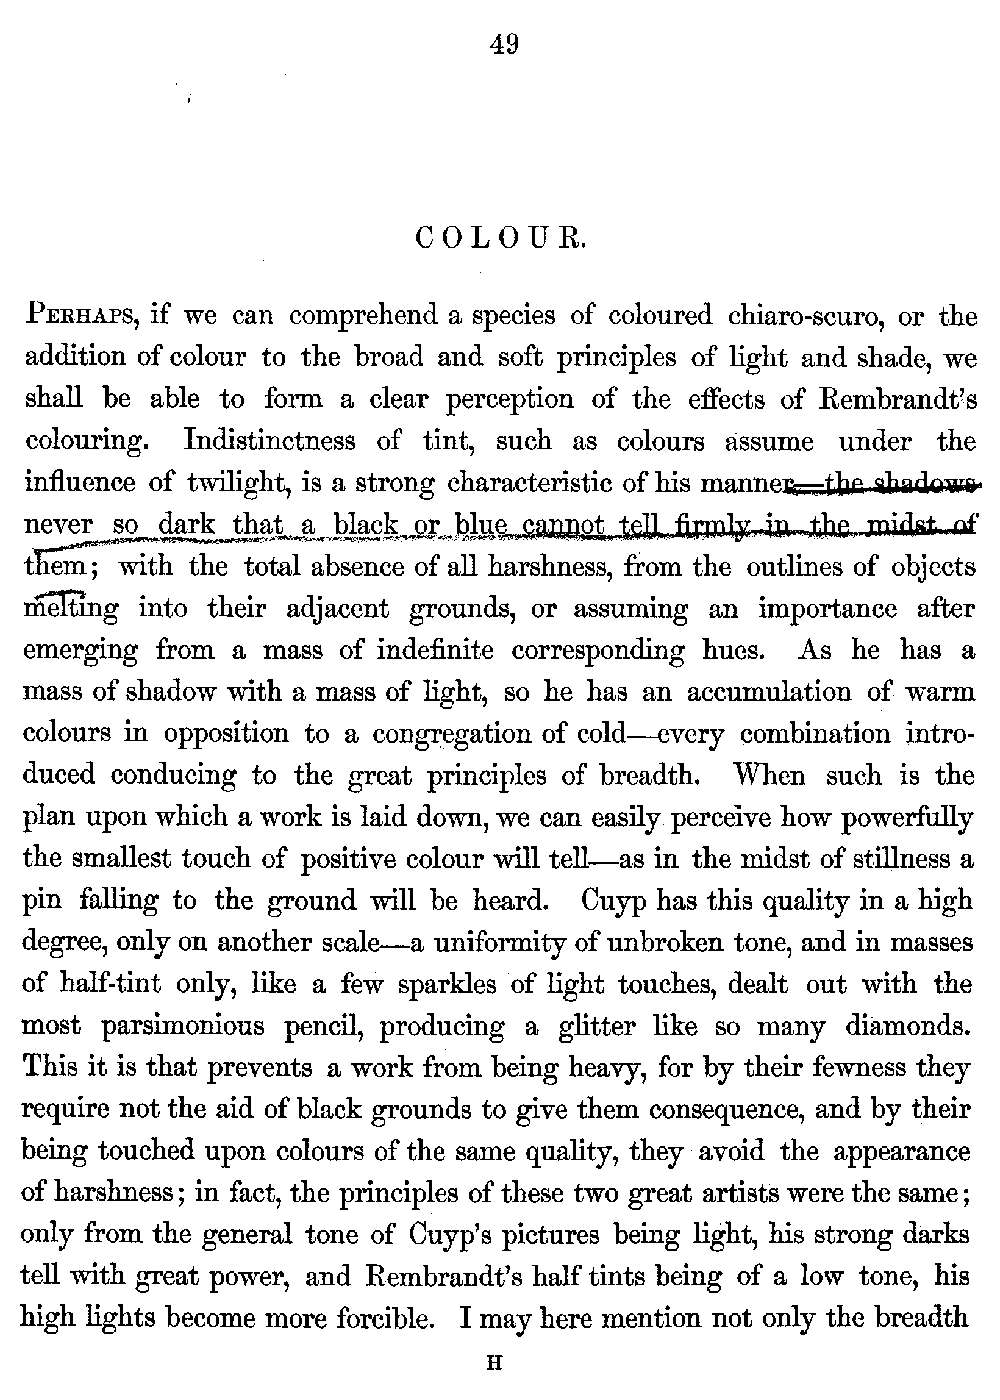 49
COLOUR.
Perhaps, if we can comprehend a species of coloured chiaro-scuro, or the
addition of colour to the broad and soft principles of light and shade, we
shall be able to form a clear perception of the effects of Rembrandt's
colouring. Indistinctness of tint, such as colours assume under the
influence of twilight, is a strong characteristic of his manner—the shadows
never so dark that a black or blue cannot tell firmly in the midst of
them; with the total absence of all harshness, from the outlines of objects
melting into their adjacent grounds, or assuming an importance after
emerging from a mass of indefinite corresponding hues. As he has a
mass of shadow with a mass of light, so he has an accumulation of warm
colours in opposition to a congregation of cold—every combination intro-
duced conducing to the great principles of breadth. When such is the
plan upon which a work is laid down, we can easily perceive how powerfully
the smallest touch of positive colour will tell—as in the midst of stillness a
pin falling to the ground will be heard. Cuyp has this quality in a high
degree, only on another scale—a uniformity of unbroken tone, and in masses
of half-tint only, like a few sparkles of light touches, dealt out with the
most parsimonious pencil, producing a glitter like so many diamonds.
This it is that prevents a work from being heavy, for by their fewness they
require not the aid of black grounds to give them consequence, and by their
being touched upon colours of the same quality, they avoid the appearance
of harshness; in fact, the principles of these two great artists were the same;
only from the general tone of Cuyp's pictures being light, his strong darks
tell with great power, and Rembrandt's half tints being of a low tone, his
high lights become more forcible. I may here mention not only the breadth
H